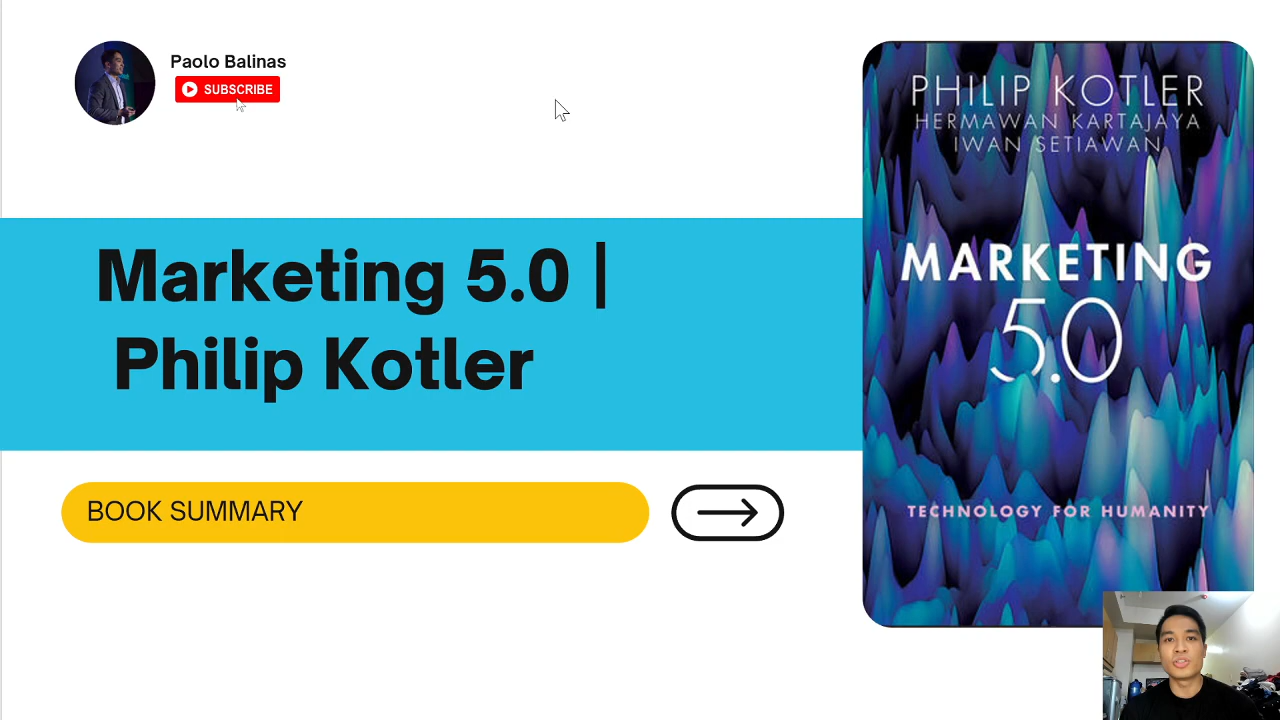 Paolo Balinas
SUBSCRIBE
Marketing 5.0 |
Philip Kotler
BOOK SUMMARY
PHILIP KOTLER
HERMAWAN KARTAJAYA
IWAN SETIAWAN
MARKETING
5.0
TECHNOLOGY FOR HUMANITY